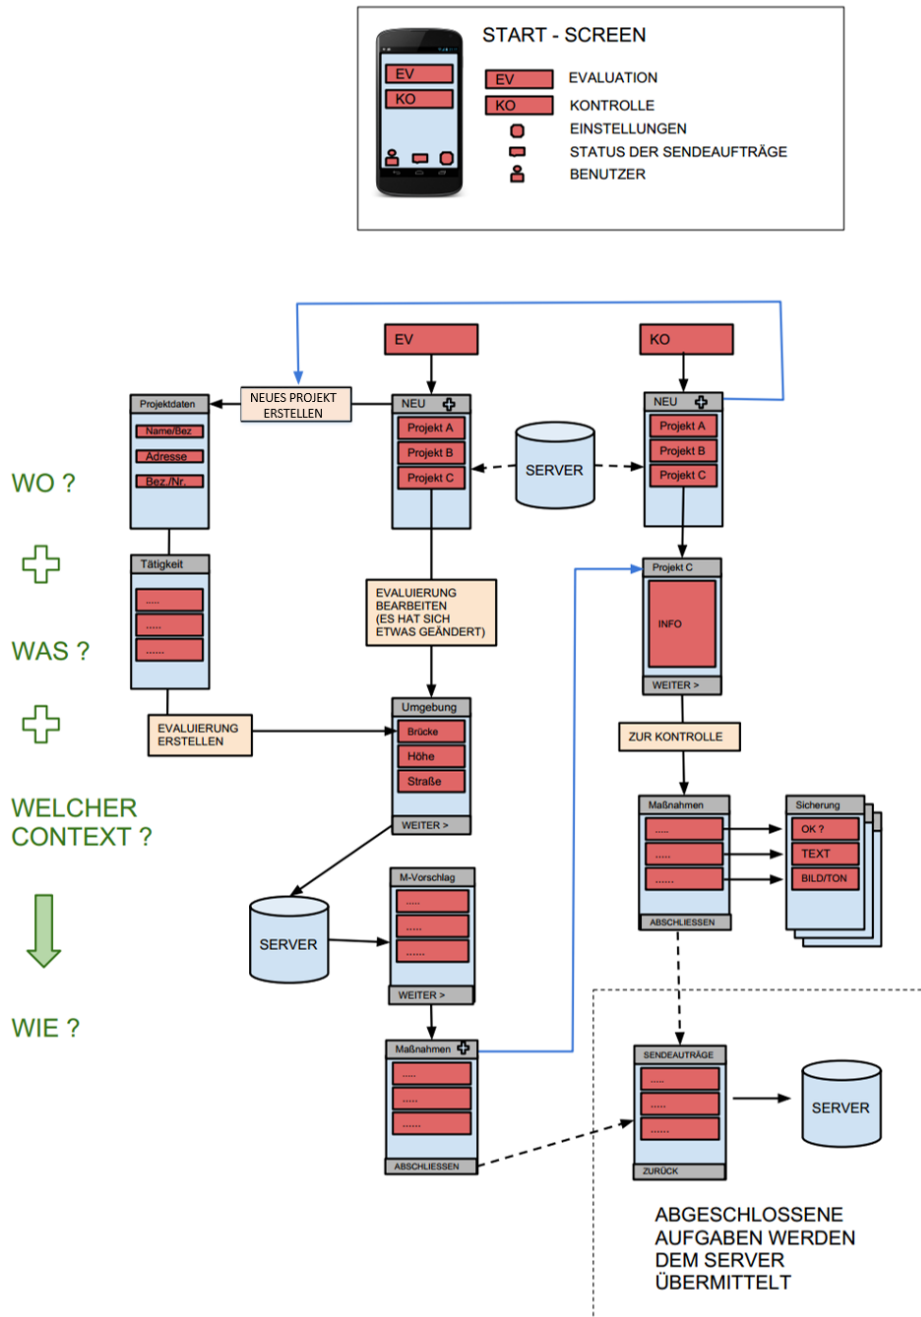 START - SCREEN
EV
KO
EV EVALUATION
KO KONTROLLE
EINSTELLUNGEN
STATUS DER SENDEAUFTRÄGE
BENUTZER
EV
KO
NEUES PROJEKT
ERSTELLEN
Projektdaten
Name/Bez
Adresse
Bez./Nr.
NEU
Projekt A
Projekt B
Projekt C
SERVER
NEU
Projekt A
Projekt B
Projekt C
WO ?
Tätigkeit
.....
.....
......
EVALUIERUNG
BEARBEITEN
(ES HAT SICH
ETWAS GEÄNDERT)
Projekt C
INFO
WEITER >
WAS ?
EVALUIERUNG
ERSTELLEN
Umgebung
Brücke
Höhe
Straße
WEITER >
ZUR KONTROLLE
WELCHER
CONTEXT ?
Maßnahmen
.....
.....
......
ABSCHLIESSEN
Sicherung
OK ?
TEXT
BILD/TON
SERVER
M-Vorschlag
.....
.....
......
WEITER >
WIE ?
Maßnahmen
.....
.....
......
ABSCHLIESSEN
SENDEAUTRÄGE
.....
.....
......
ZURÜCK
SERVER
ABGESCHLOSSENE
AUFGABEN WERDEN
DEM SERVER
ÜBERMITTELT